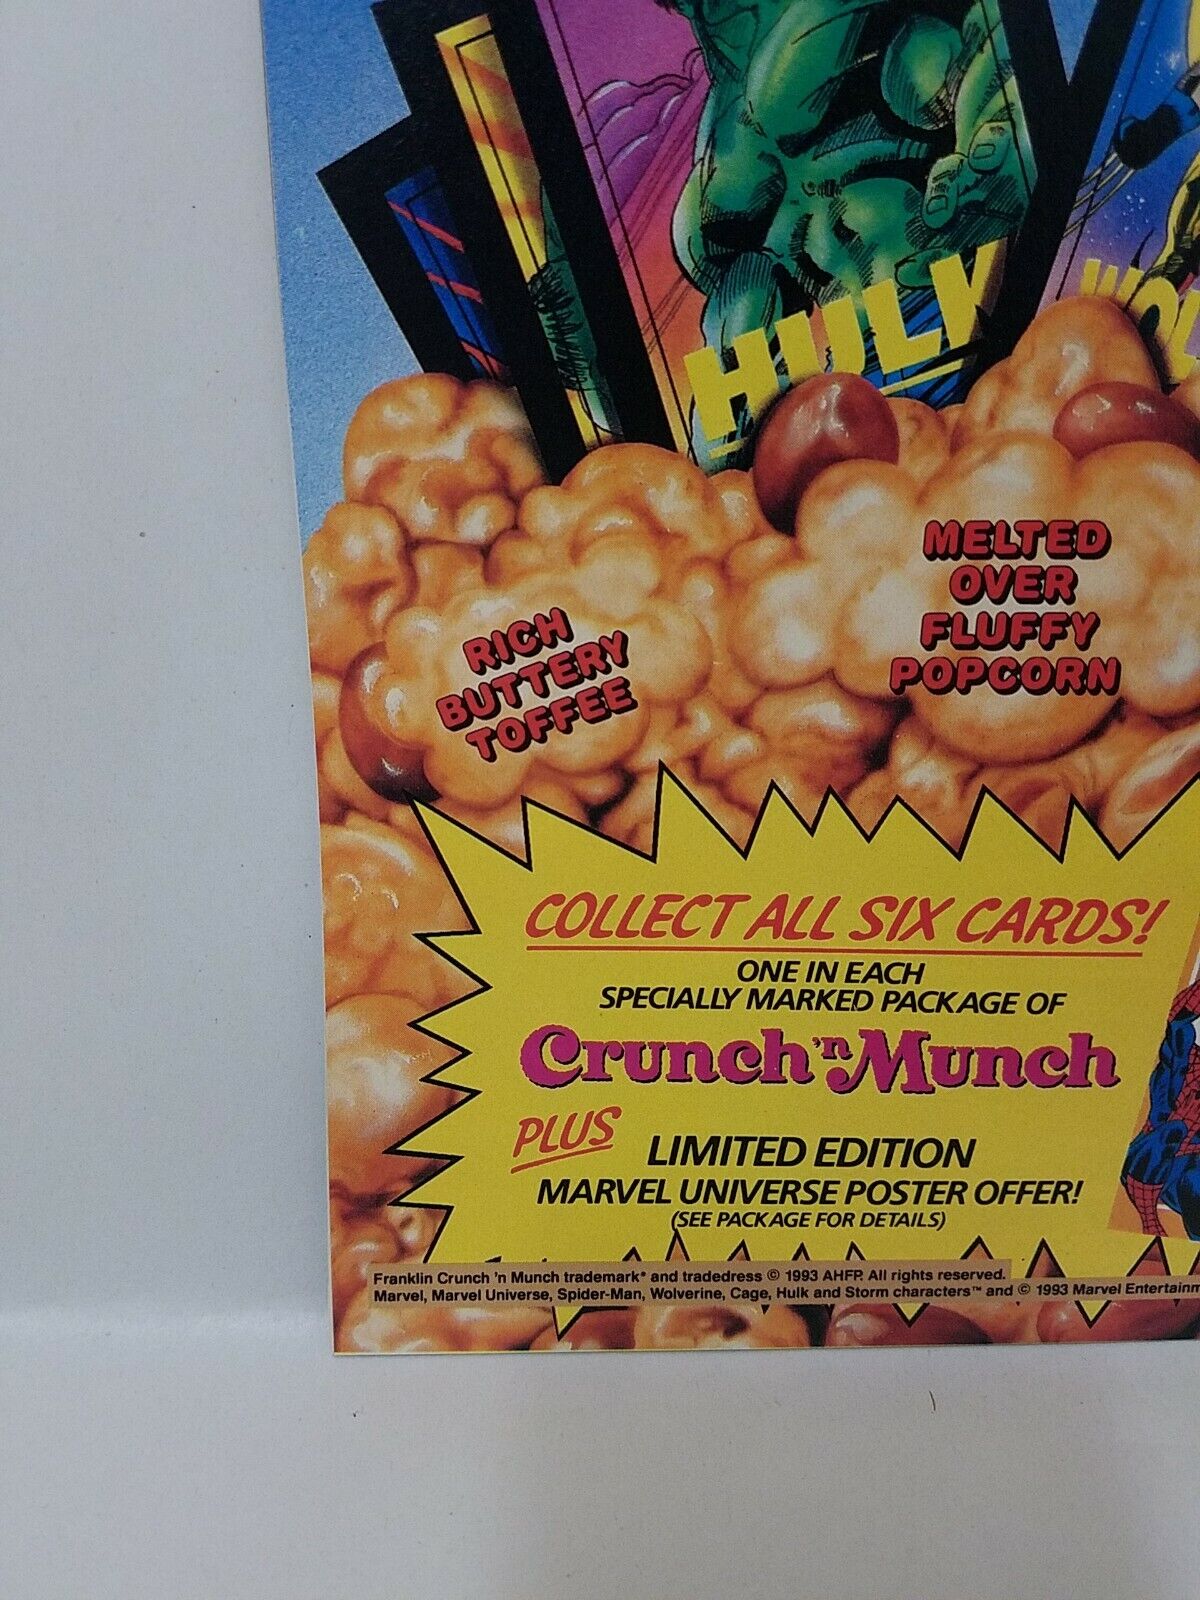 HULK
RICH
BUTTERY
TOFFEE
MELTED
OVER
FLUFFY
POPCORN
COLLECT ALL SIX CARDS!
ONE IN EACH
SPECIALLY MARKED PACKAGE OF
Crunch 'n Munch
PLUS
LIMITED EDITION
MARVEL UNIVERSE POSTER OFFER!
(SEE PACKAGE FOR DETAILS)
Franklin Crunch 'n Munch trademark® and tradedress © 1993 AHFP. All rights reserved.
Marvel, Marvel Universe, Spider-Man, Wolverine, Cage, Hulk and Storm characters™ and © 1993 Marvel